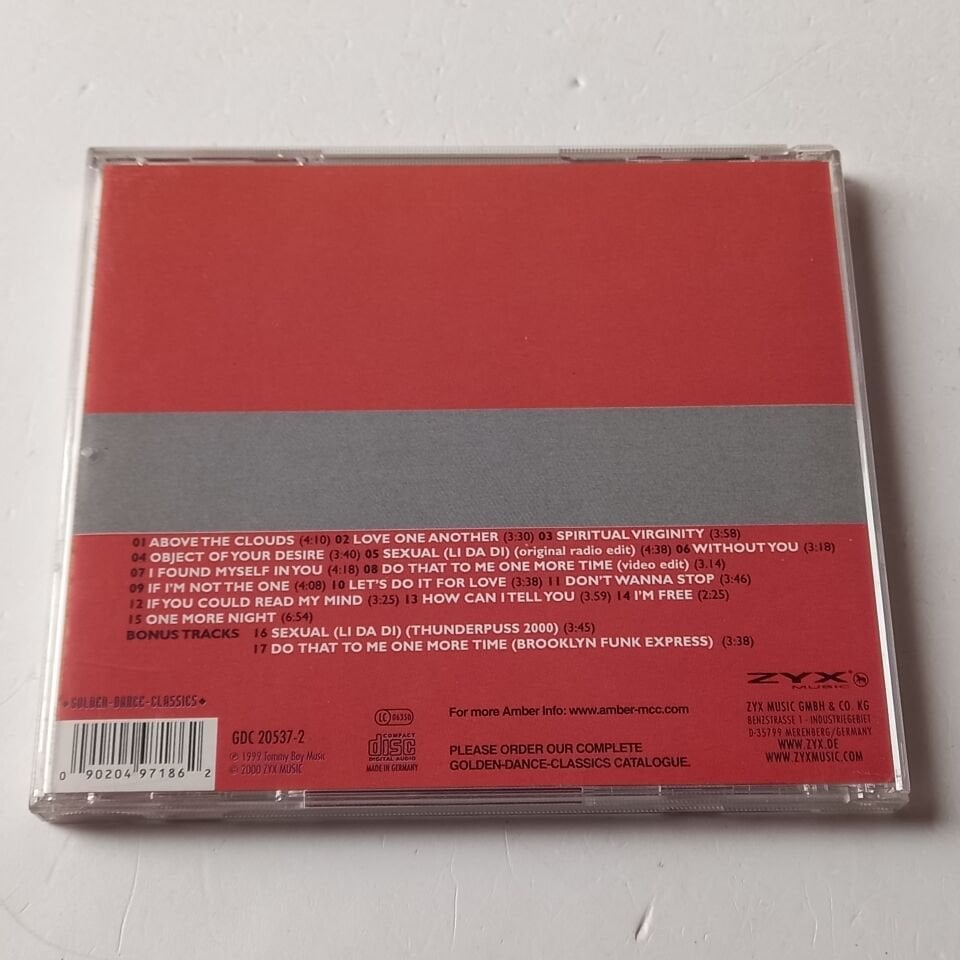 01 ABOVE THE CLOUDS (4:10) 02 LOVE ONE ANOTHER (3:30) 03 SPIRITUAL VIRGINITY (3:58)
04 OBJECT OF YOUR DESIRE (3:40) 05 SEXUAL (LI DA DI) (original radio edit) (4:38) 06 WITHOUT YOU (3:18)
07 I FOUND MYSELF IN YOU (4:18) 08 DO THAT TO ME ONE MORE TIME (video edit) (3.14)
09 IF I'M NOT THE ONE (4:08) 10 LET'S DO IT FOR LOVE (3:38) 11 DON'T WANNA STOP (3:46)
12 IF YOU COULD READ MY MIND (3:25) 13 HOW CAN I TELL YOU (3.59) 14 I'M FREE (2:25)
15 ONE MORE NIGHT (6:54)
BONUS TRACKS 16 SEXUAL (LI DA DI) (THUNDERPUSS 2000) (3:45)
17 DO THAT TO ME ONE MORE TIME (BROOKLYN FUNK EXPRESS) (3:38)
GOLDEN-DANCE-CLASSICS
0 90204 97186 2
GDC 20537-2
℗ 1999 Tommy Boy Music
© 2000 ZYX MUSIC
LC 06350
COMPACT
disc
DIGITAL AUDIO
MADE IN GERMANY
For more Amber Info: www.amber-mcc.com
PLEASE ORDER OUR COMPLETE
GOLDEN-DANCE-CLASSICS CATALOGUE.
ZYX
MUSIC
ZYX MUSIC GMBH & CO. KG
BENZSTRASSE 1 - INDUSTRIEGEBIET
D-35799 MERENBERG/GERMANY
WWW.ZYX.DE
WWW.ZYXMUSIC.COM